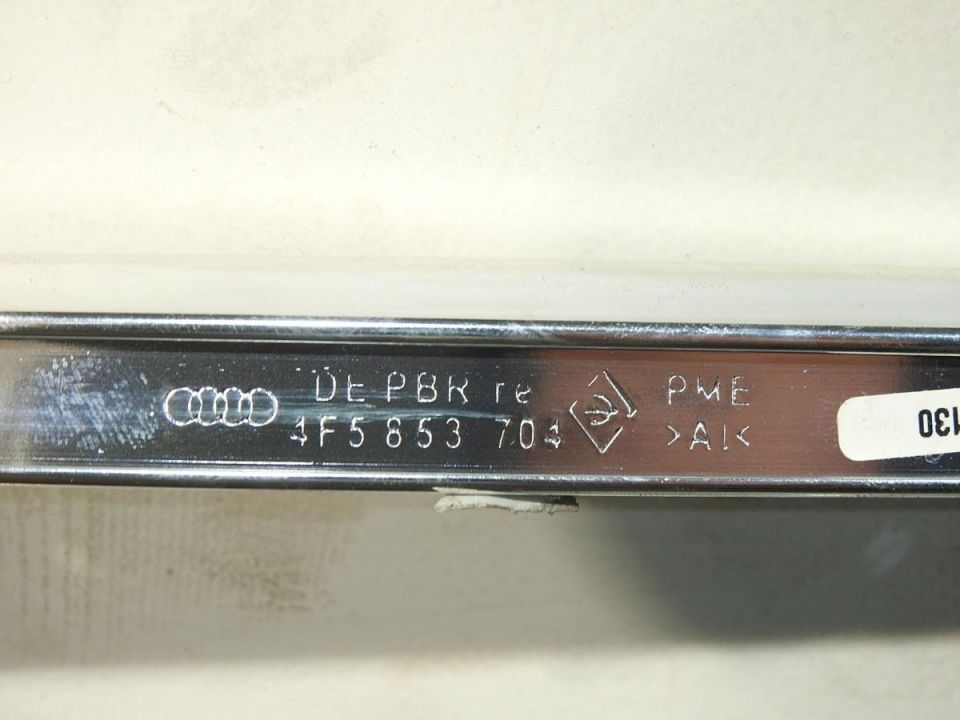 DE PBR re
4F5 853 704
PME
>Al<
130